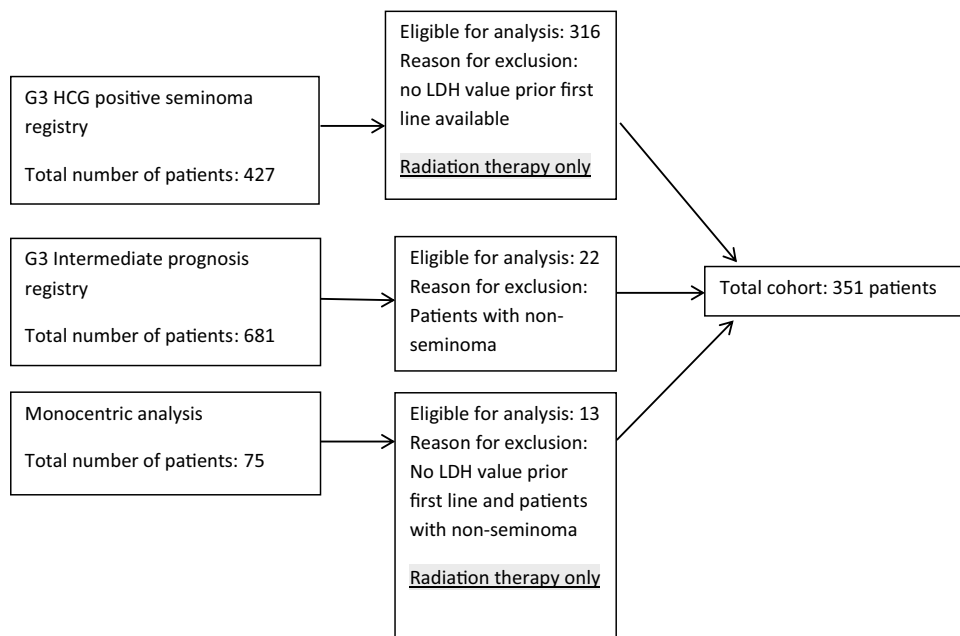 G3 HCG positive seminoma
registry
Total number of patients: 427
Eligible for analysis: 316
Reason for exclusion:
no LDH value prior first
line available
Radiation therapy only
G3 Intermediate prognosis
registry
Total number of patients: 681
Eligible for analysis: 22
Reason for exclusion:
Patients with non-
seminoma
Total cohort: 351 patients
Monocentric analysis
Total number of patients: 75
Eligible for analysis: 13
Reason for exclusion:
No LDH value prior
first line and patients
with non-seminoma
Radiation therapy only